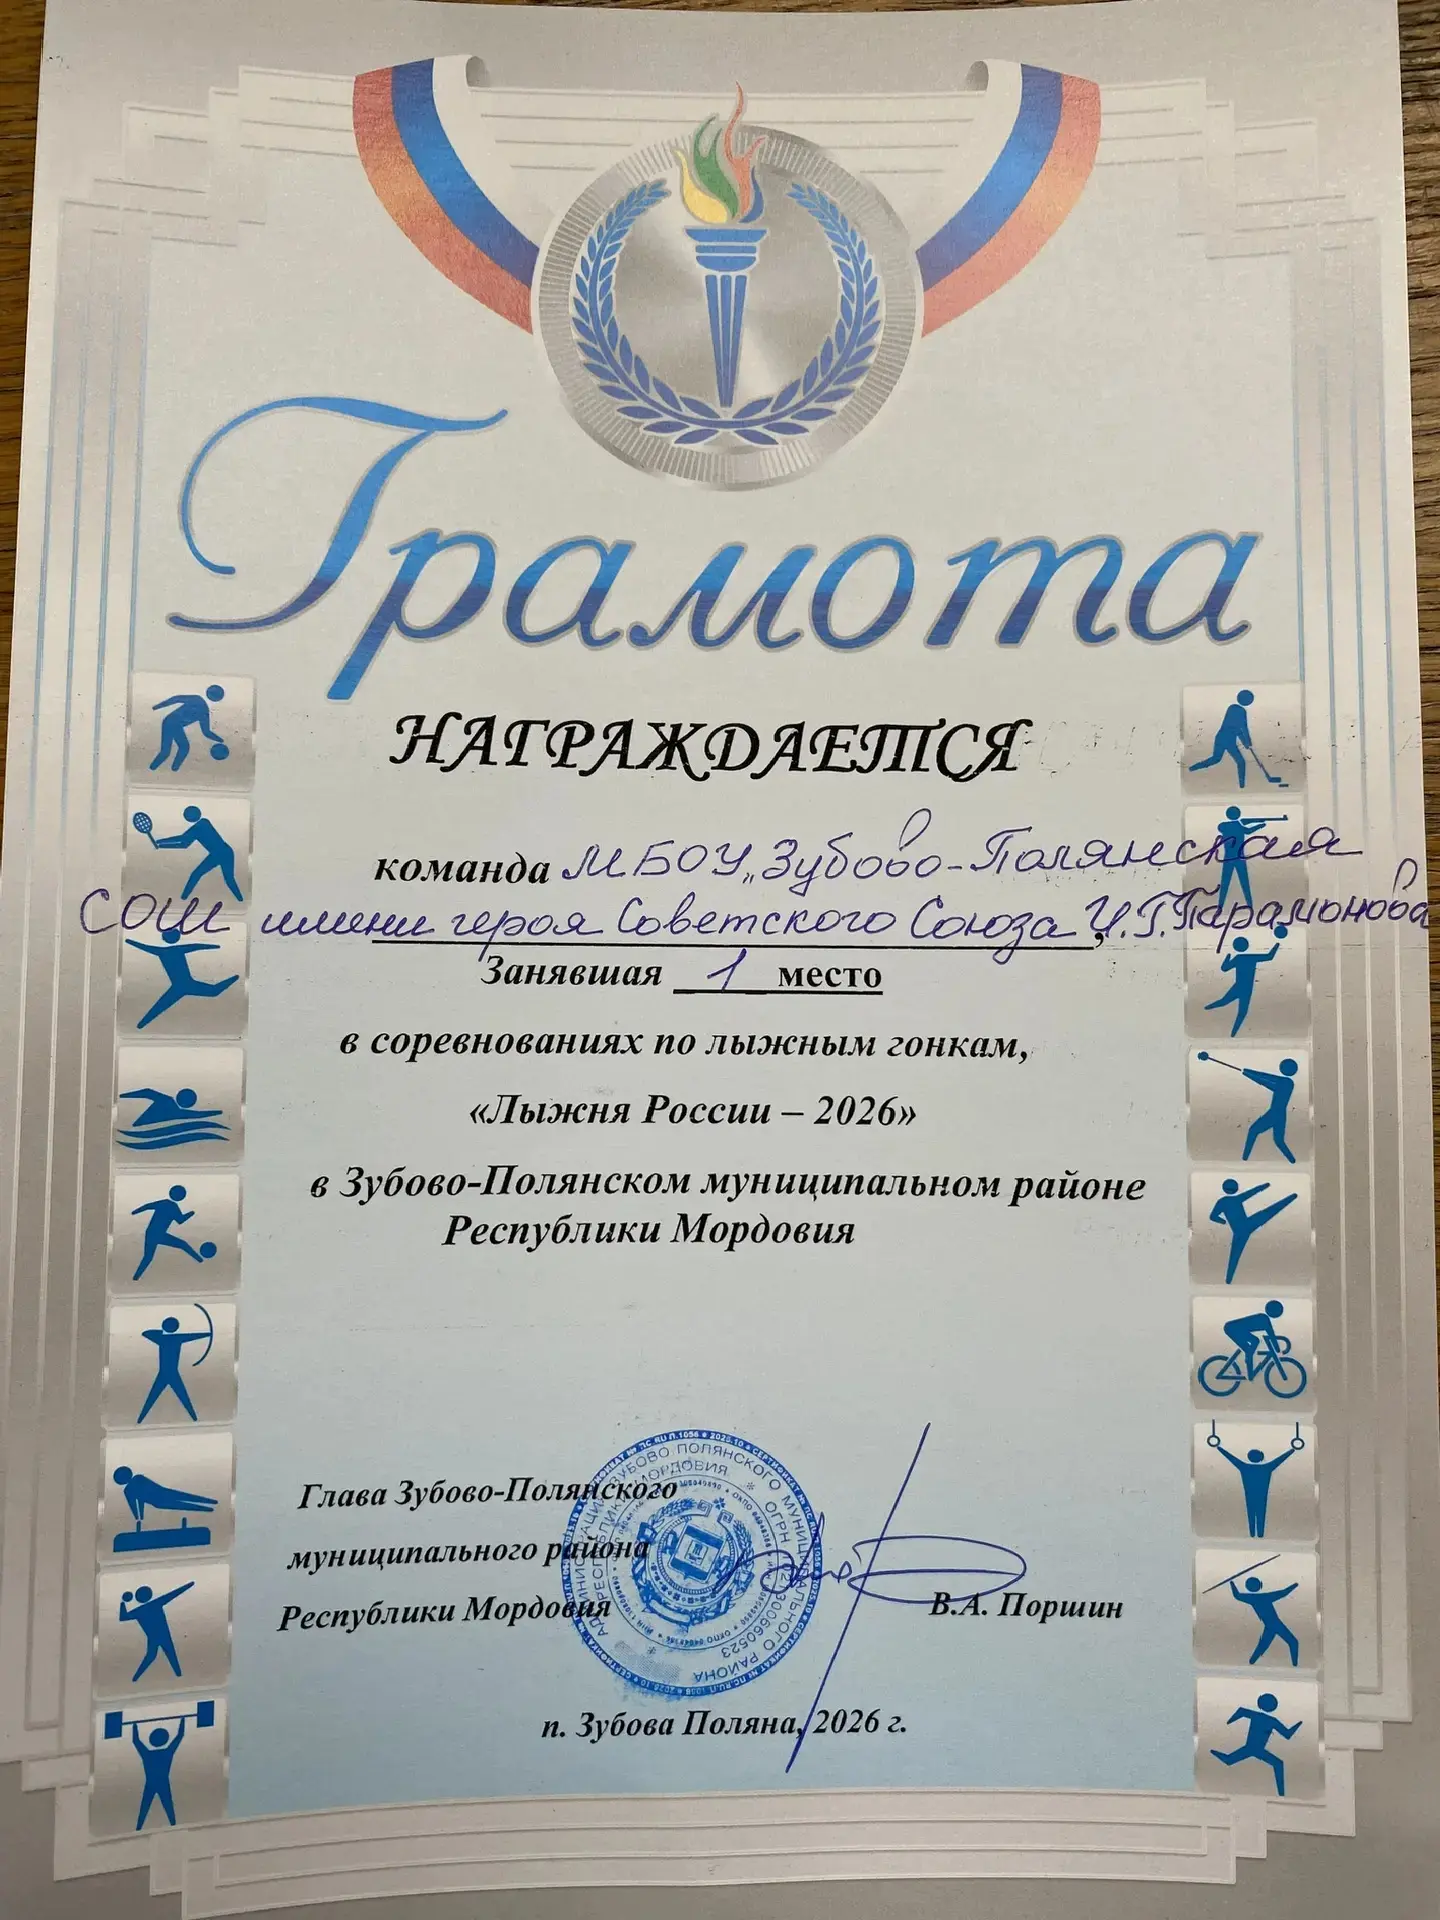 Грамота
НАГРАЖДАЕТСЯ
команда МБОУ „Зубово-Полянская
СОШ имени героя Советского Союза И.Г.Парамонова,
Занявшая 1 место
в соревнованиях по лыжным гонкам,
«Лыжня России – 2026»
в Зубово-Полянском муниципальном районе
Республики Мордовия
Глава Зубово-Полянского
муниципального района
Республики Мордовия
В.А. Поршин
п. Зубова Поляна, 2026 г.